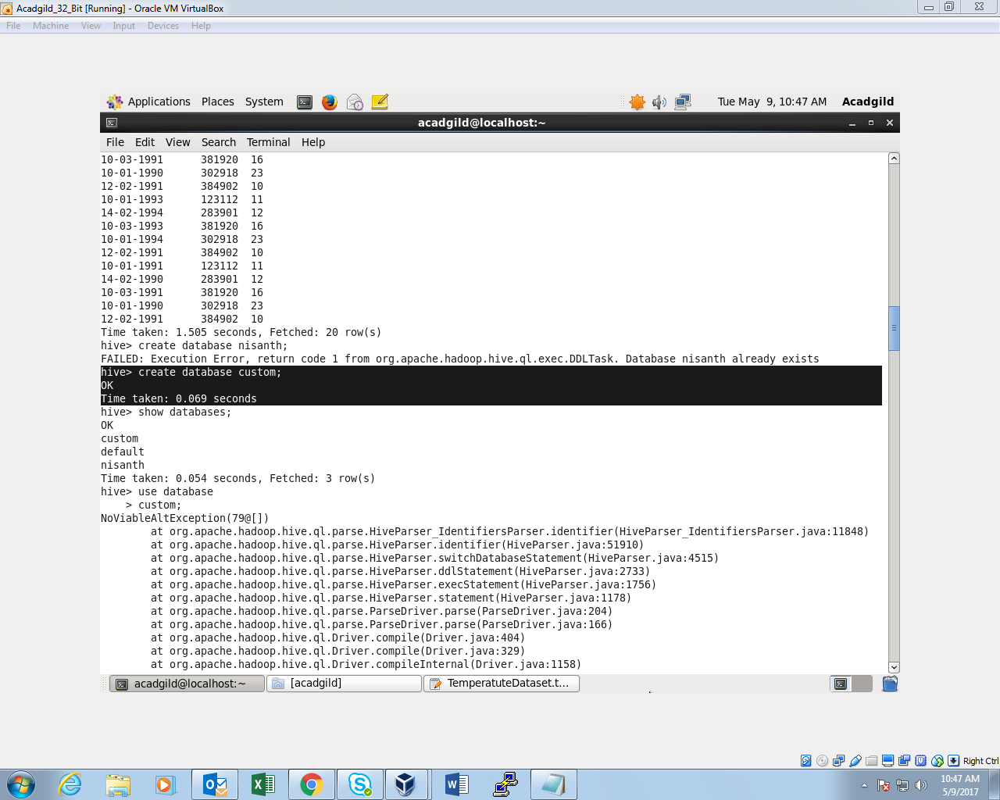 Acadgild_32_Bit [Running] - Oracle VM VirtualBox
File Machine View Input Devices Help
Applications Places System Tue May 9, 10:47 AM Acadgild
acadgild@localhost:~
File Edit View Search Terminal Help
10-03-1991 381920 16
10-01-1990 302918 23
12-02-1991 384902 10
10-01-1993 123112 11
14-02-1994 283901 12
10-03-1993 381920 16
10-01-1994 302918 23
12-02-1991 384902 10
10-01-1991 123112 11
14-02-1990 283901 12
10-03-1991 381920 16
10-01-1990 302918 23
12-02-1991 384902 10
Time taken: 1.505 seconds, Fetched: 20 row(s)
hive> create database nisanth;
FAILED: Execution Error, return code 1 from org.apache.hadoop.hive.ql.exec.DDLTask. Database nisanth already exists
hive> create database custom;
OK
Time taken: 0.069 seconds
hive> show databases;
OK
custom
default
nisanth
Time taken: 0.054 seconds, Fetched: 3 row(s)
hive> use database
    > custom;
NoViableAltException(79@[])
        at org.apache.hadoop.hive.ql.parse.HiveParser_IdentifiersParser.identifier(HiveParser_IdentifiersParser.java:11848)
        at org.apache.hadoop.hive.ql.parse.HiveParser.identifier(HiveParser.java:51910)
        at org.apache.hadoop.hive.ql.parse.HiveParser.switchDatabaseStatement(HiveParser.java:4515)
        at org.apache.hadoop.hive.ql.parse.HiveParser.ddlStatement(HiveParser.java:2733)
        at org.apache.hadoop.hive.ql.parse.HiveParser.execStatement(HiveParser.java:1756)
        at org.apache.hadoop.hive.ql.parse.HiveParser.statement(HiveParser.java:1178)
        at org.apache.hadoop.hive.ql.parse.ParseDriver.parse(ParseDriver.java:204)
        at org.apache.hadoop.hive.ql.parse.ParseDriver.parse(ParseDriver.java:166)
        at org.apache.hadoop.hive.ql.Driver.compile(Driver.java:404)
        at org.apache.hadoop.hive.ql.Driver.compile(Driver.java:329)
        at org.apache.hadoop.hive.ql.Driver.compileInternal(Driver.java:1158)
acadgild@localhost:~ [acadgild] TemperatuteDataset.t...
Right Ctrl
10:47 AM
5/9/2017